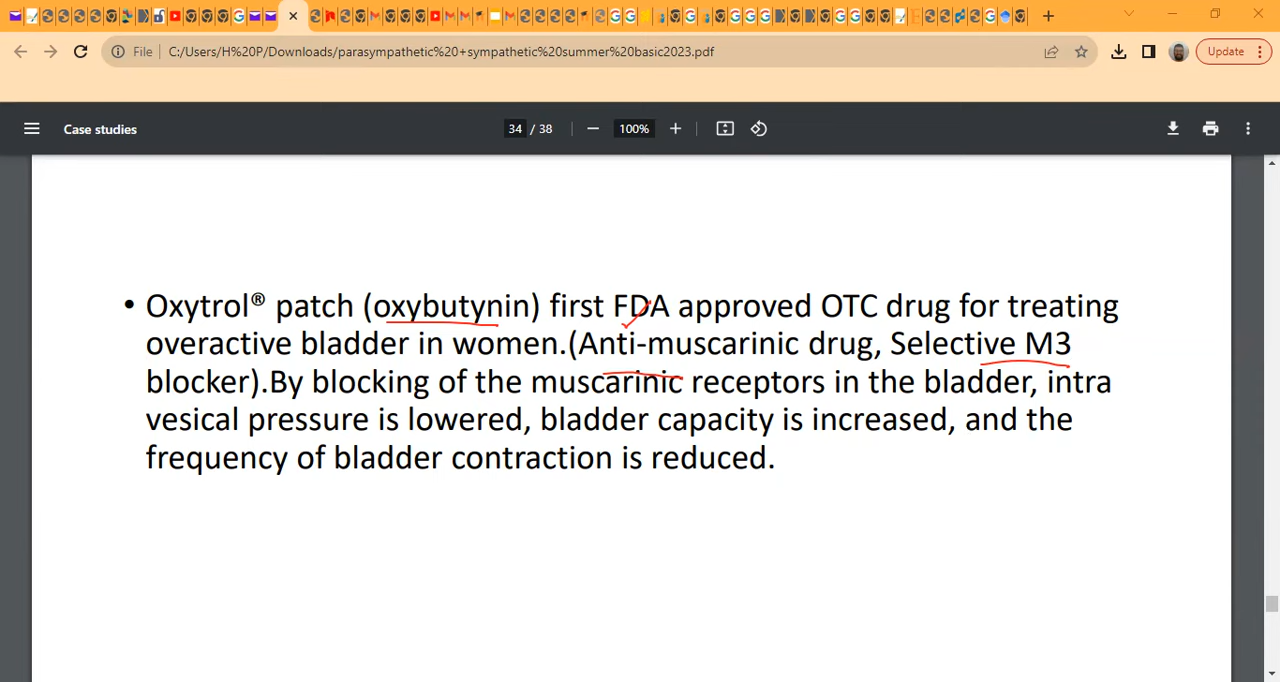 File
C:/Users/H%20P/Downloads/parasympathetic%20+sympathetic%20summer%20basic2023.pdf
Update
Case studies
34 / 38
100%
• Oxytrol® patch (oxybutynin) first FDA approved OTC drug for treating
overactive bladder in women.(Anti-muscarinic drug, Selective M3
blocker).By blocking of the muscarinic receptors in the bladder, intra
vesical pressure is lowered, bladder capacity is increased, and the
frequency of bladder contraction is reduced.